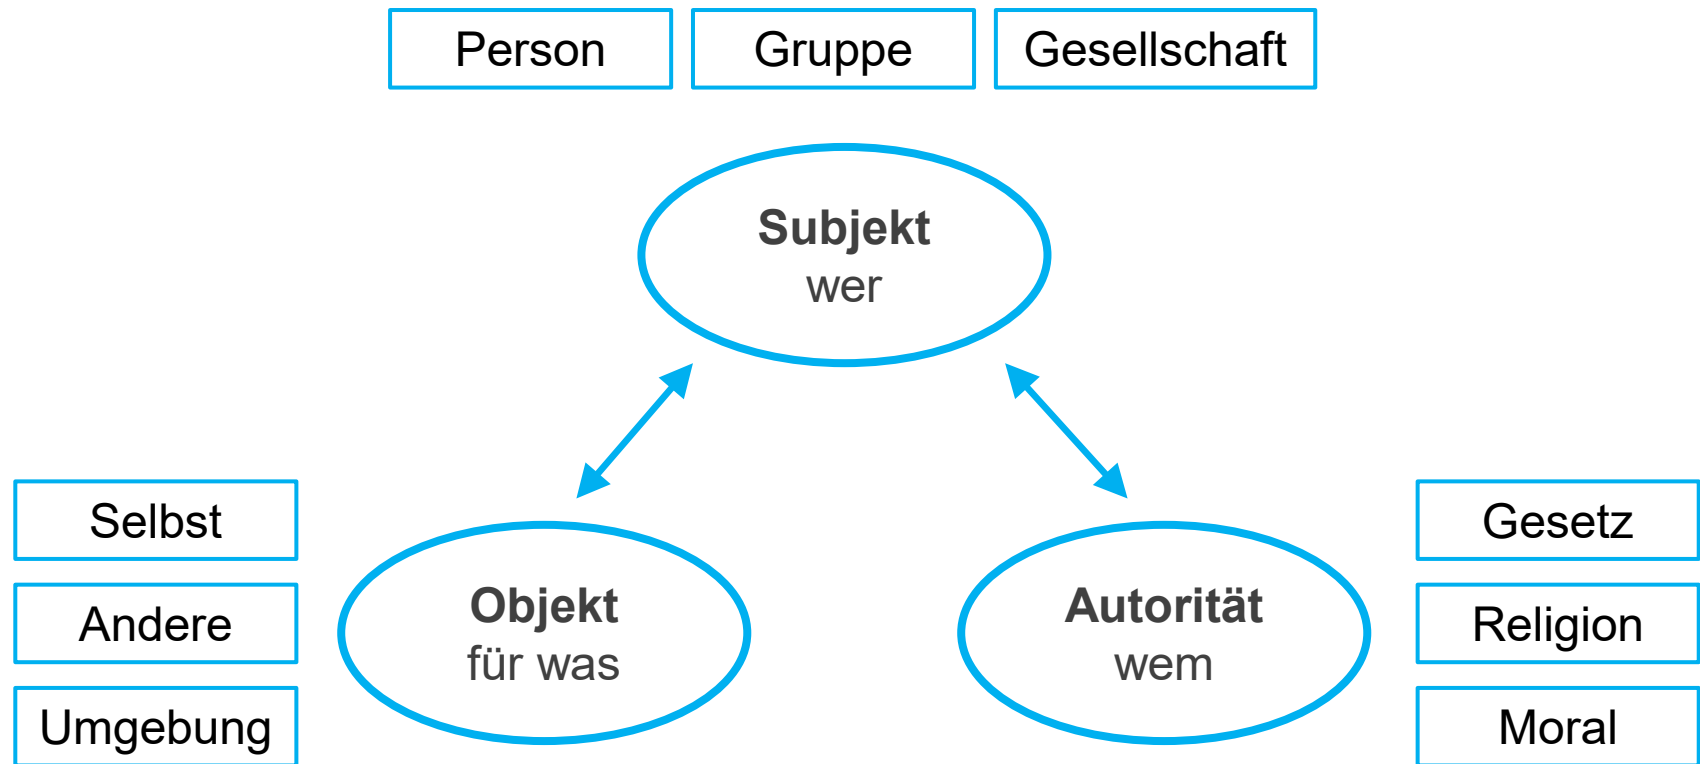 Person
Gruppe
Gesellschaft
Subjekt
wer
Selbst
Andere
Umgebung
Objekt
für was
Autorität
wem
Gesetz
Religion
Moral